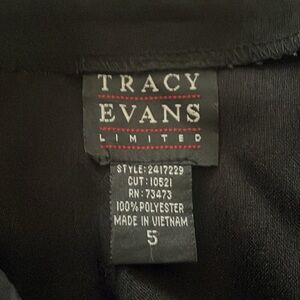 TRACY
EVANS
LIMITED
STYLE: 2417229
CUT: 10521
RN: 73473
100% POLYESTER
MADE IN VIETNAM
5